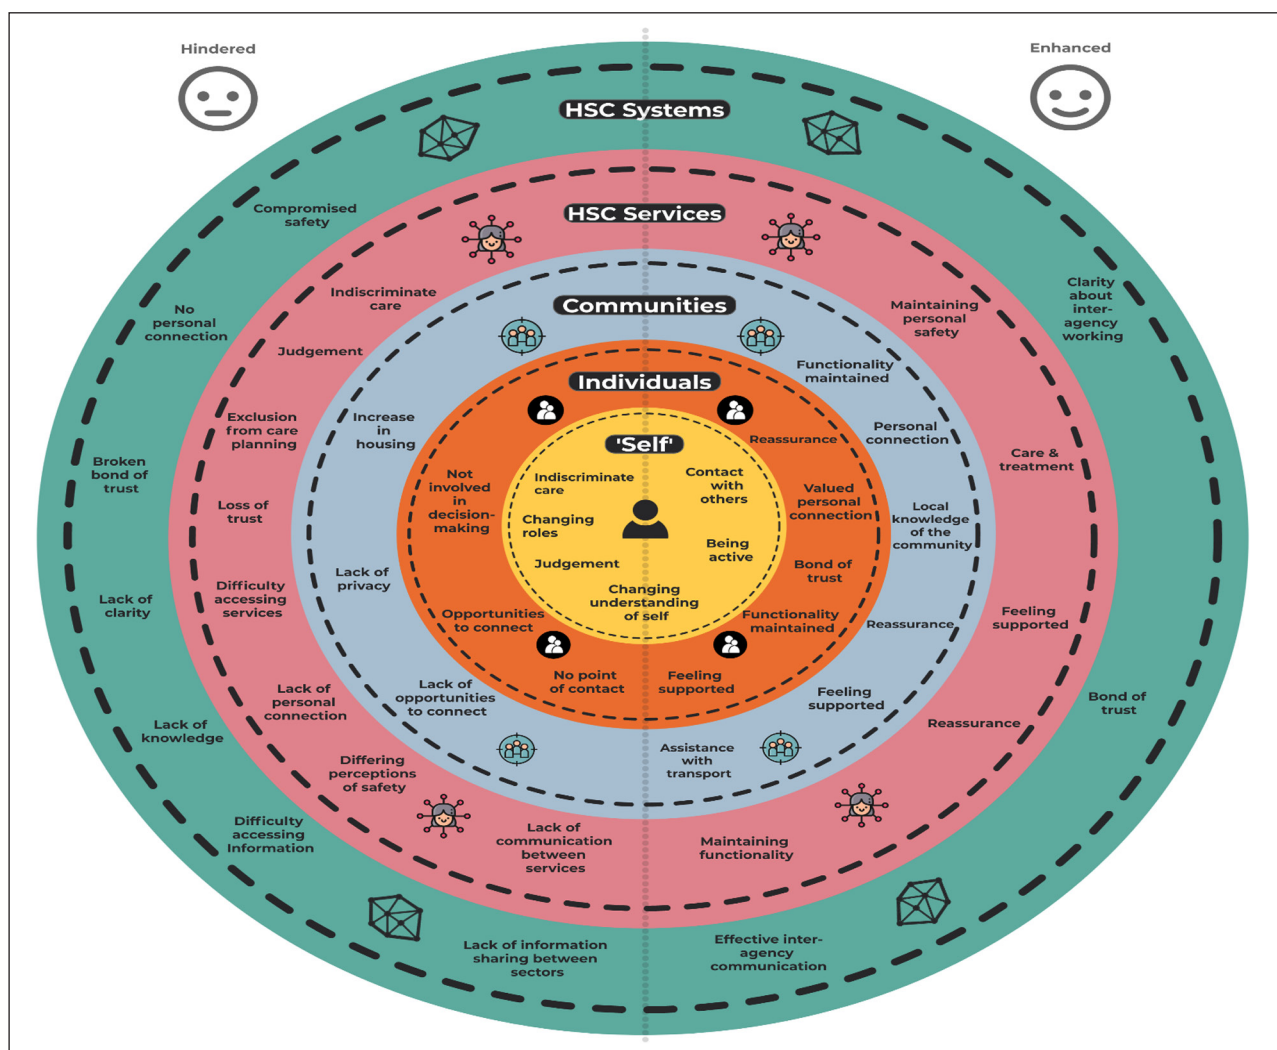 Hindered
Enhanced
HSC Systems
Compromised
safety
No
personal
connection
Broken
bond of
trust
Lack of
clarity
Lack of
knowledge
Difficulty
accessing
Information
Lack of information
sharing between
sectors
Clarity
about
inter-
agency
working
Bond of
trust
Effective inter-
agency
communication
HSC Services
Indiscriminate
care
Judgement
Exclusion
from care
planning
Loss of
trust
Difficulty
accessing
services
Lack of
personal
connection
Differing
perceptions
of safety
Lack of
communication
between
services
Maintaining
personal
safety
Care &
treatment
Feeling
supported
Reassurance
Maintaining
functionality
Communities
Increase
in
housing
Lack of
privacy
Lack of
opportunities
to connect
Functionality
maintained
Personal
connection
Local
knowledge
of the
community
Reassurance
Feeling
supported
Assistance
with
transport
Individuals
Not
involved
in
decision-
making
Opportunities
to connect
No point
of contact
Reassurance
Valued
personal
connection
Bond of
trust
Functionality
maintained
Feeling
supported
'Self'
Indiscriminate
care
Changing
roles
Judgement
Changing
understanding
of self
Contact
with
others
Being
active